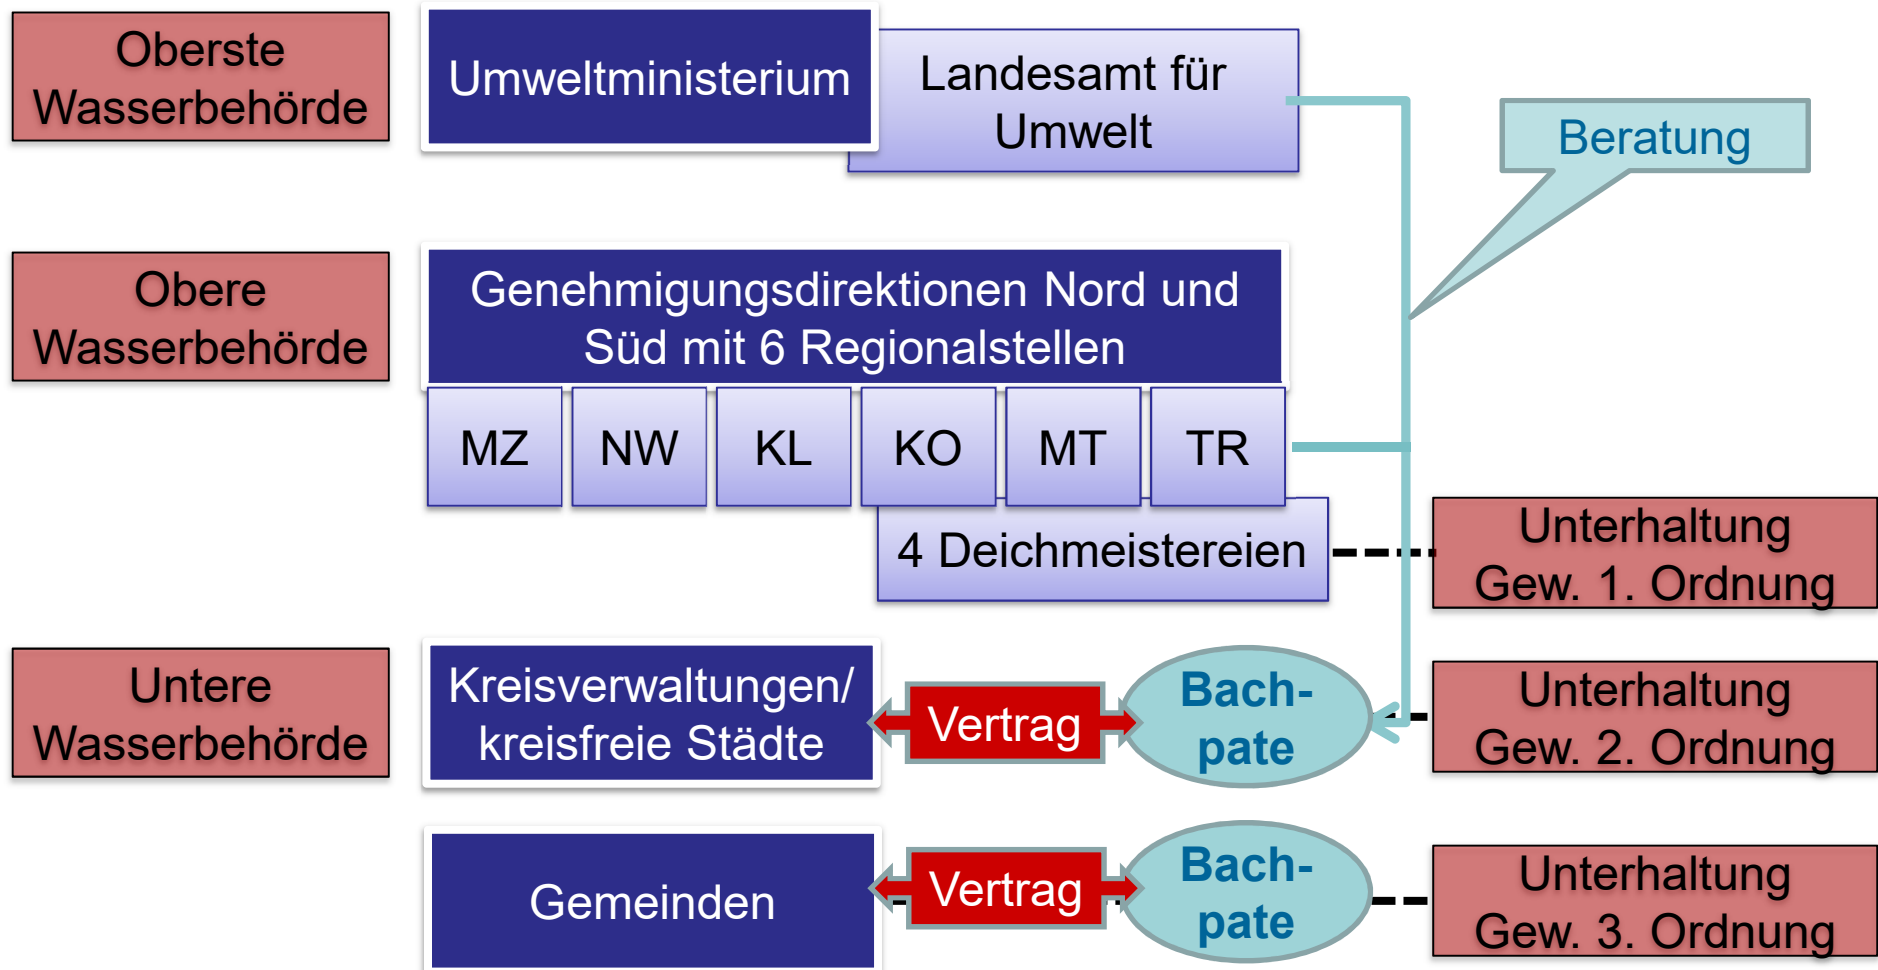 Oberste
Wasserbehörde
Umweltministerium
Landesamt für
Umwelt
Beratung
Obere
Wasserbehörde
Genehmigungsdirektionen Nord und
Süd mit 6 Regionalstellen
MZ
NW
KL
KO
MT
TR
4 Deichmeistereien
Unterhaltung
Gew. 1. Ordnung
Untere
Wasserbehörde
Kreisverwaltungen/
kreisfreie Städte
Vertrag
Bach-
pate
Unterhaltung
Gew. 2. Ordnung
Gemeinden
Vertrag
Bach-
pate
Unterhaltung
Gew. 3. Ordnung